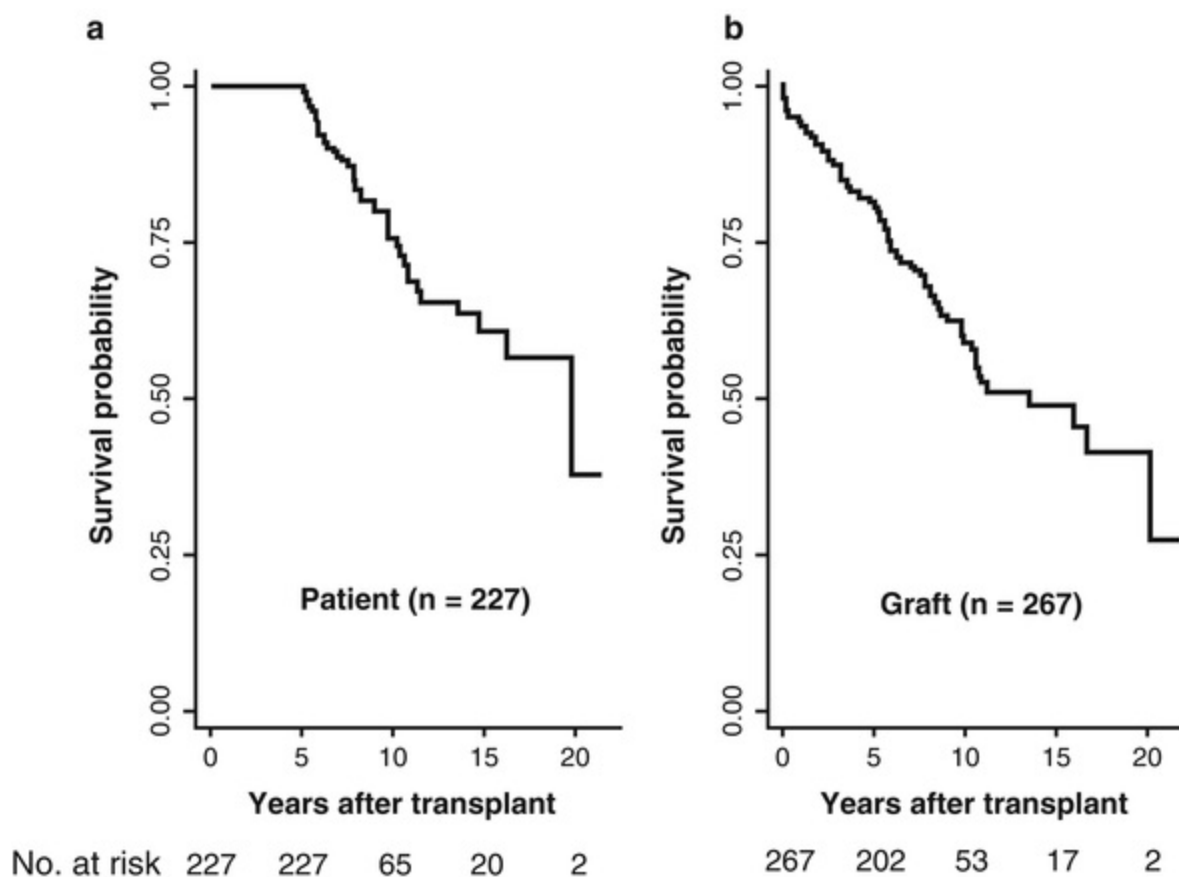 a
1.00
0.75
0.50
0.25
0.00
Survival probability
Patient (n = 227)
0 5 10 15 20
Years after transplant
No. at risk 227 227 65 20 2
b
1.00
0.75
0.50
0.25
0.00
Survival probability
Graft (n = 267)
0 5 10 15 20
Years after transplant
267 202 53 17 2